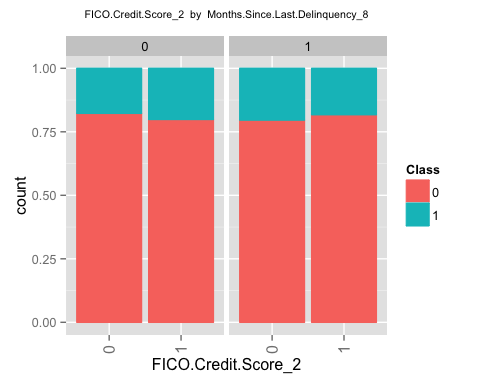 FICO.Credit.Score_2 by Months.Since.Last.Delinquency_8
0 1
1.00
0.75
0.50
0.25
0.00
count
0 1 0 1
FICO.Credit.Score_2
Class
0
1